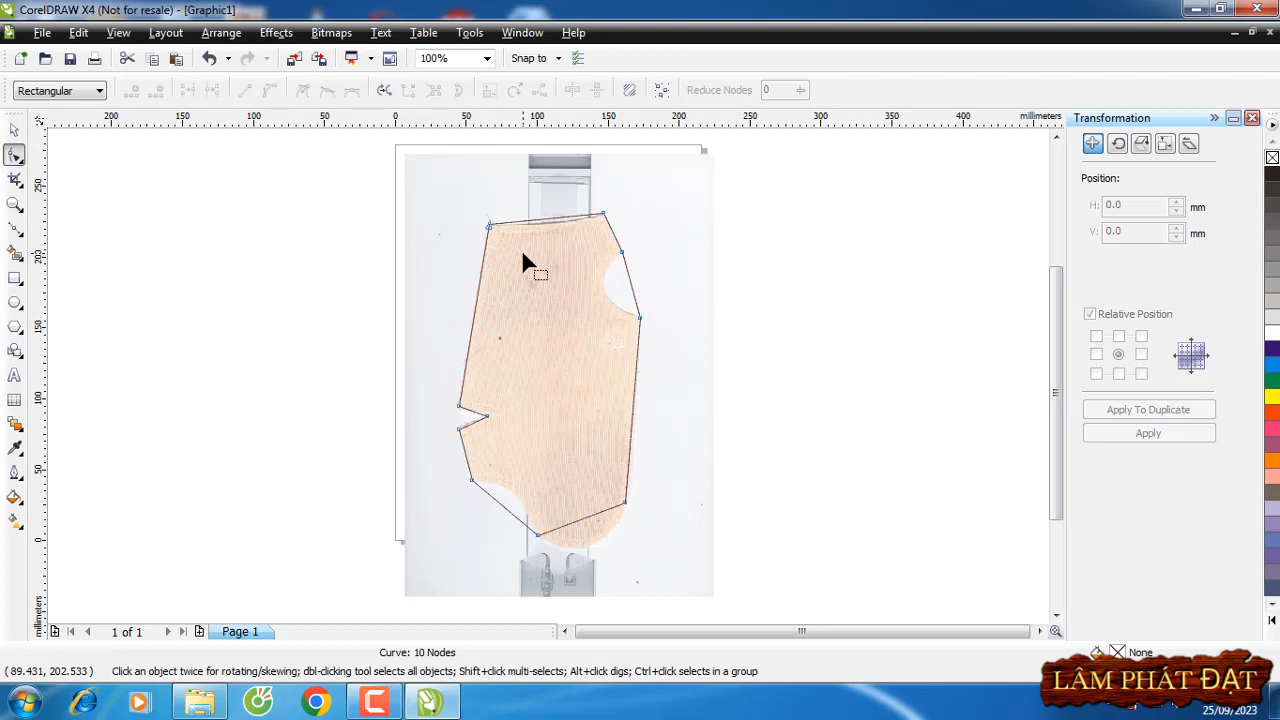 CorelDRAW X4 (Not for resale) - [Graphic1]
File Edit View Layout Arrange Effects Bitmaps Text Table Tools Window Help
100% Snap to
Rectangular Reduce Nodes 0
200 150 100 50 0 50 100 150 200 250 300 350 400 millimeters
250
200
150
100
50
0
millimeters
Transformation
Position:
H: 0.0 mm
V: 0.0 mm
Relative Position
Apply To Duplicate
Apply
1 of 1 Page 1
Curve: 10 Nodes
None
( 89.431, 202.533) Click an object twice for rotating/skewing; dbl-clicking tool selects all objects; Shift+click multi-selects; Alt+click digs; Ctrl+click selects in a group
LÂM PHÁT ĐẠT
25/09/2023